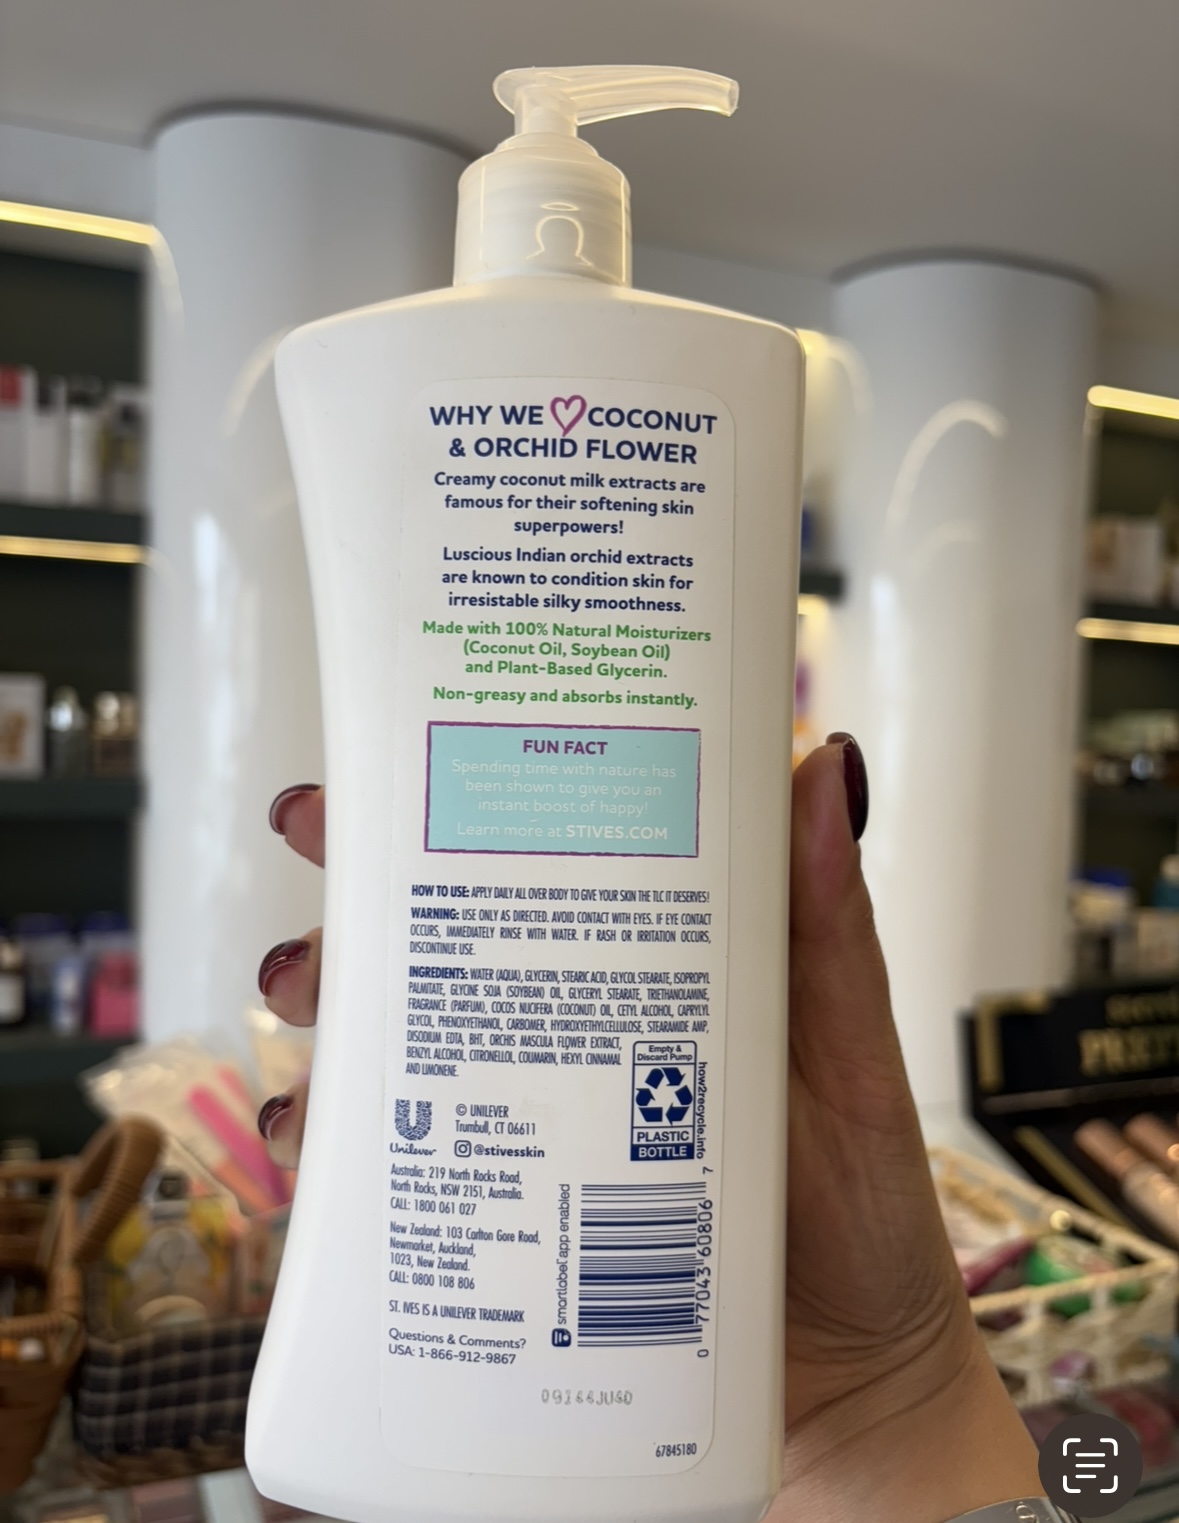 WHY WE COCONUT
& ORCHID FLOWER
Creamy coconut milk extracts are
famous for their softening skin
superpowers!
Luscious Indian orchid extracts
are known to condition skin for
irresistable silky smoothness.
Made with 100% Natural Moisturizers
(Coconut Oil, Soybean Oil)
and Plant-Based Glycerin.
Non-greasy and absorbs instantly.
FUN FACT
Spending time with nature has
been shown to give you an
instant boost of happy!
Learn more at STIVES.COM
HOW TO USE: APPLY DAILY ALL OVER BODY TO GIVE YOUR SKIN THE TLC IT DESERVES!
WARNING: USE ONLY AS DIRECTED. AVOID CONTACT WITH EYES. IF EYE CONTACT
OCCURS, IMMEDIATELY RINSE WITH WATER. IF RASH OR IRRITATION OCCURS,
DISCONTINUE USE.
INGREDIENTS: WATER (AQUA), GLYCERIN, STEARIC ACID, GLYCOL STEARATE, ISOPROPYL
PALMITATE, GLYCINE SOJA (SOYBEAN) OIL, GLYCERYL STEARATE, TRIETHANOLAMINE,
FRAGRANCE (PARFUM), COCOS NUCIFERA (COCONUT) OIL, CETYL ALCOHOL, CAPRYLYL
GLYCOL, PHENOXYETHANOL, CARBOMER, HYDROXYETHYLCELLULOSE, STEARAMIDE AMP,
DISODIUM EDTA, BHT, ORCHIS MASCULA FLOWER EXTRACT,
BENZYL ALCOHOL, CITRONELLOL, COUMARIN, HEXYL CINNAMAL
AND LIMONENE.
Empty &
Discard Pump
PLASTIC
BOTTLE
how2recycle.info
Unilever
© UNILEVER
Trumbull, CT 06611
@stivesskin
Australia: 219 North Rocks Road,
North Rocks, NSW 2151, Australia.
CALL: 1800 061 027
New Zealand: 103 Carlton Gore Road,
Newmarket, Auckland,
1023, New Zealand.
CALL: 0800 108 806
ST. IVES IS A UNILEVER TRADEMARK
Questions & Comments?
USA: 1-866-912-9867
smartlabel app enabled
0 77043 60806 7
67845180